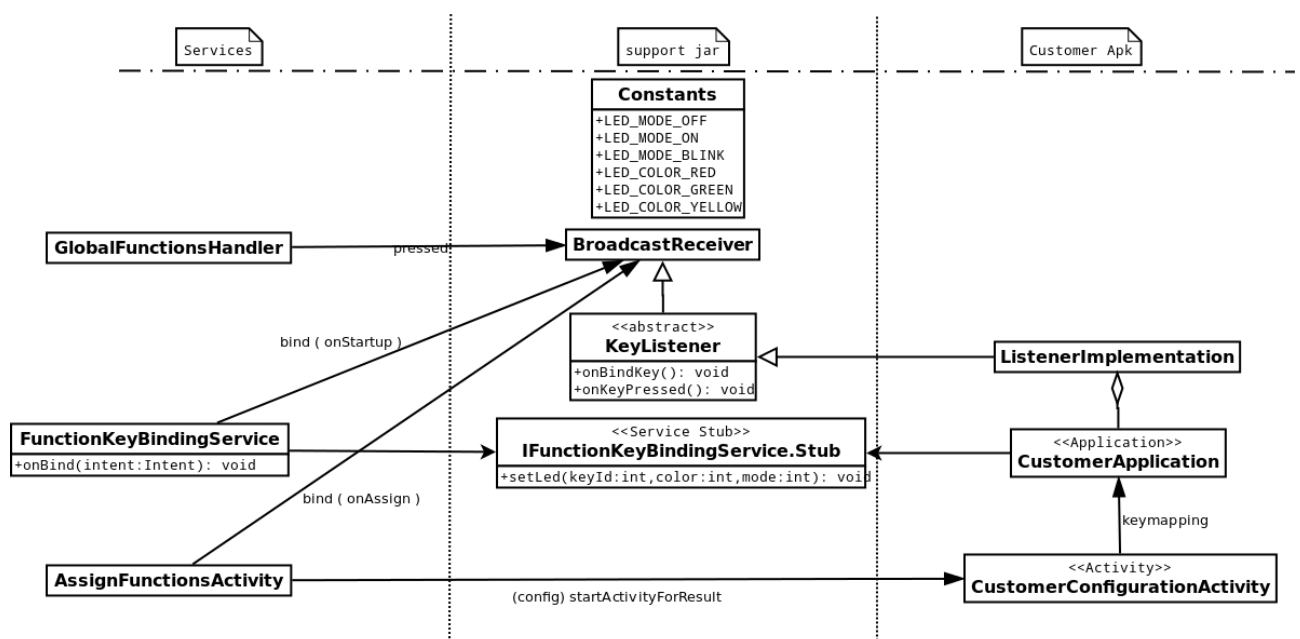 Services
support jar
Customer Apk
Constants
+LED_MODE_OFF
+LED_MODE_ON
+LED_MODE_BLINK
+LED_COLOR_RED
+LED_COLOR_GREEN
+LED_COLOR_YELLOW
GlobalFunctionsHandler
pressed
BroadcastReceiver
bind ( onStartup )
<<abstract>>
KeyListener
+onBindKey(): void
+onKeyPressed(): void
ListenerImplementation
FunctionKeyBindingService
+onBind(intent:Intent): void
<<Service Stub>>
IFunctionKeyBindingService.Stub
+setLed(keyId:int,color:int,mode:int): void
<<Application>>
CustomerApplication
bind ( onAssign )
keymapping
AssignFunctionsActivity
(config) startActivityForResult
<<Activity>>
CustomerConfigurationActivity